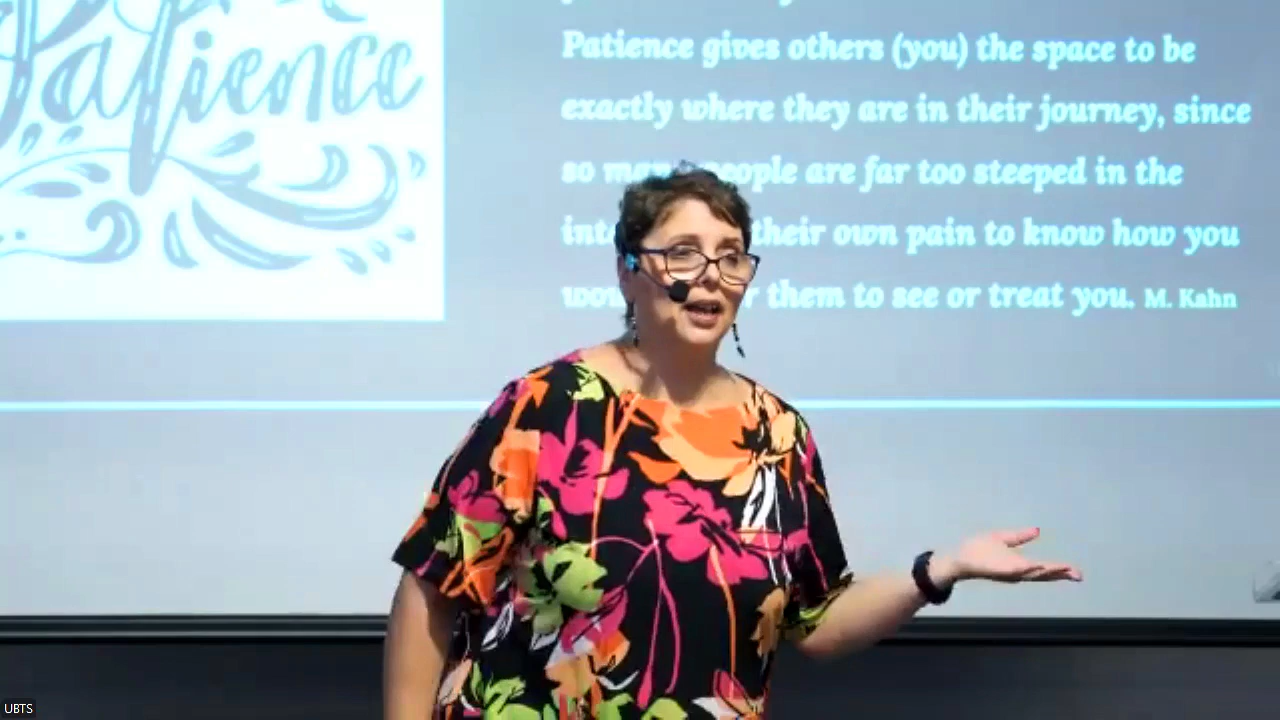 Patience
Patience gives others (you) the space to be
exactly where they are in their journey, since
so many people are far too steeped in the
their own pain to know how you
them to see or treat you. M. Kahn
UBTS